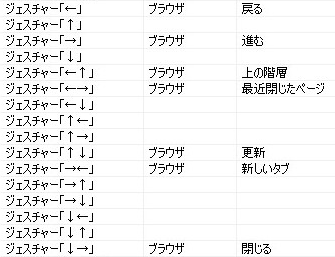 ジェスチャー「←」 ブラウザ 戻る
ジェスチャー「↑」
ジェスチャー「→」 ブラウザ 進む
ジェスチャー「↓」
ジェスチャー「←↑」 ブラウザ 上の階層
ジェスチャー「←→」 ブラウザ 最近閉じたページ
ジェスチャー「←↓」
ジェスチャー「↑←」
ジェスチャー「↑→」
ジェスチャー「↑↓」 ブラウザ 更新
ジェスチャー「→←」 ブラウザ 新しいタブ
ジェスチャー「→↑」
ジェスチャー「→↓」
ジェスチャー「↓←」
ジェスチャー「↓↑」
ジェスチャー「↓→」 ブラウザ 閉じる